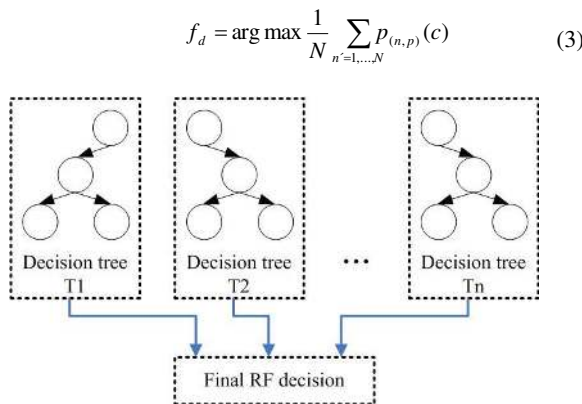 f_d = arg max 1/N ∑ n´=1,...,N p_(n,p)(c) (3)
Decision tree T1
Decision tree T2
•••
Decision tree Tn
Final RF decision